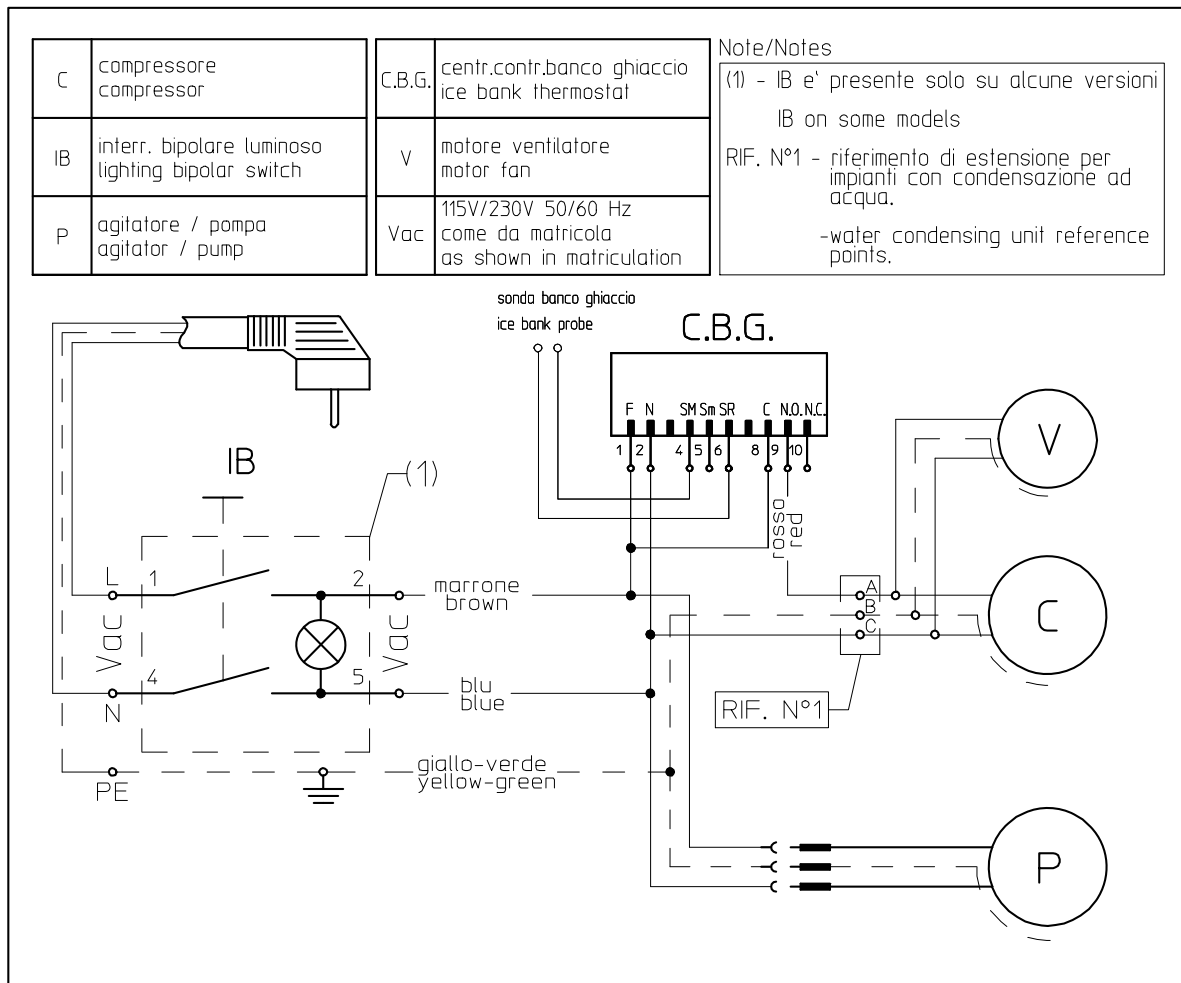 C
compressore
compressor
IB
interr. bipolare luminoso
lighting bipolar switch
P
agitatore / pompa
agitator / pump
C.B.G.
centr.contr.banco ghiaccio
ice bank thermostat
V
motore ventilatore
motor fan
Vac
115V/230V 50/60 Hz
come da matricola
as shown in matriculation
Note/Notes
(1) - IB e' presente solo su alcune versioni
IB on some models
RIF. N°1 - riferimento di estensione per
impianti con condensazione ad
acqua.
-water condensing unit reference
points.
sonda banco ghiaccio
ice bank probe
C.B.G.
F N SM Sm SR C N.O. N.C.
1 2 4 5 6 8 9 10
V
IB
(1)
rosso
red
L
1
2
marrone
brown
A
B
C
C
Vac
Vac
4
5
N
blu
blue
RIF. N°1
PE
giallo-verde
yellow-green
P